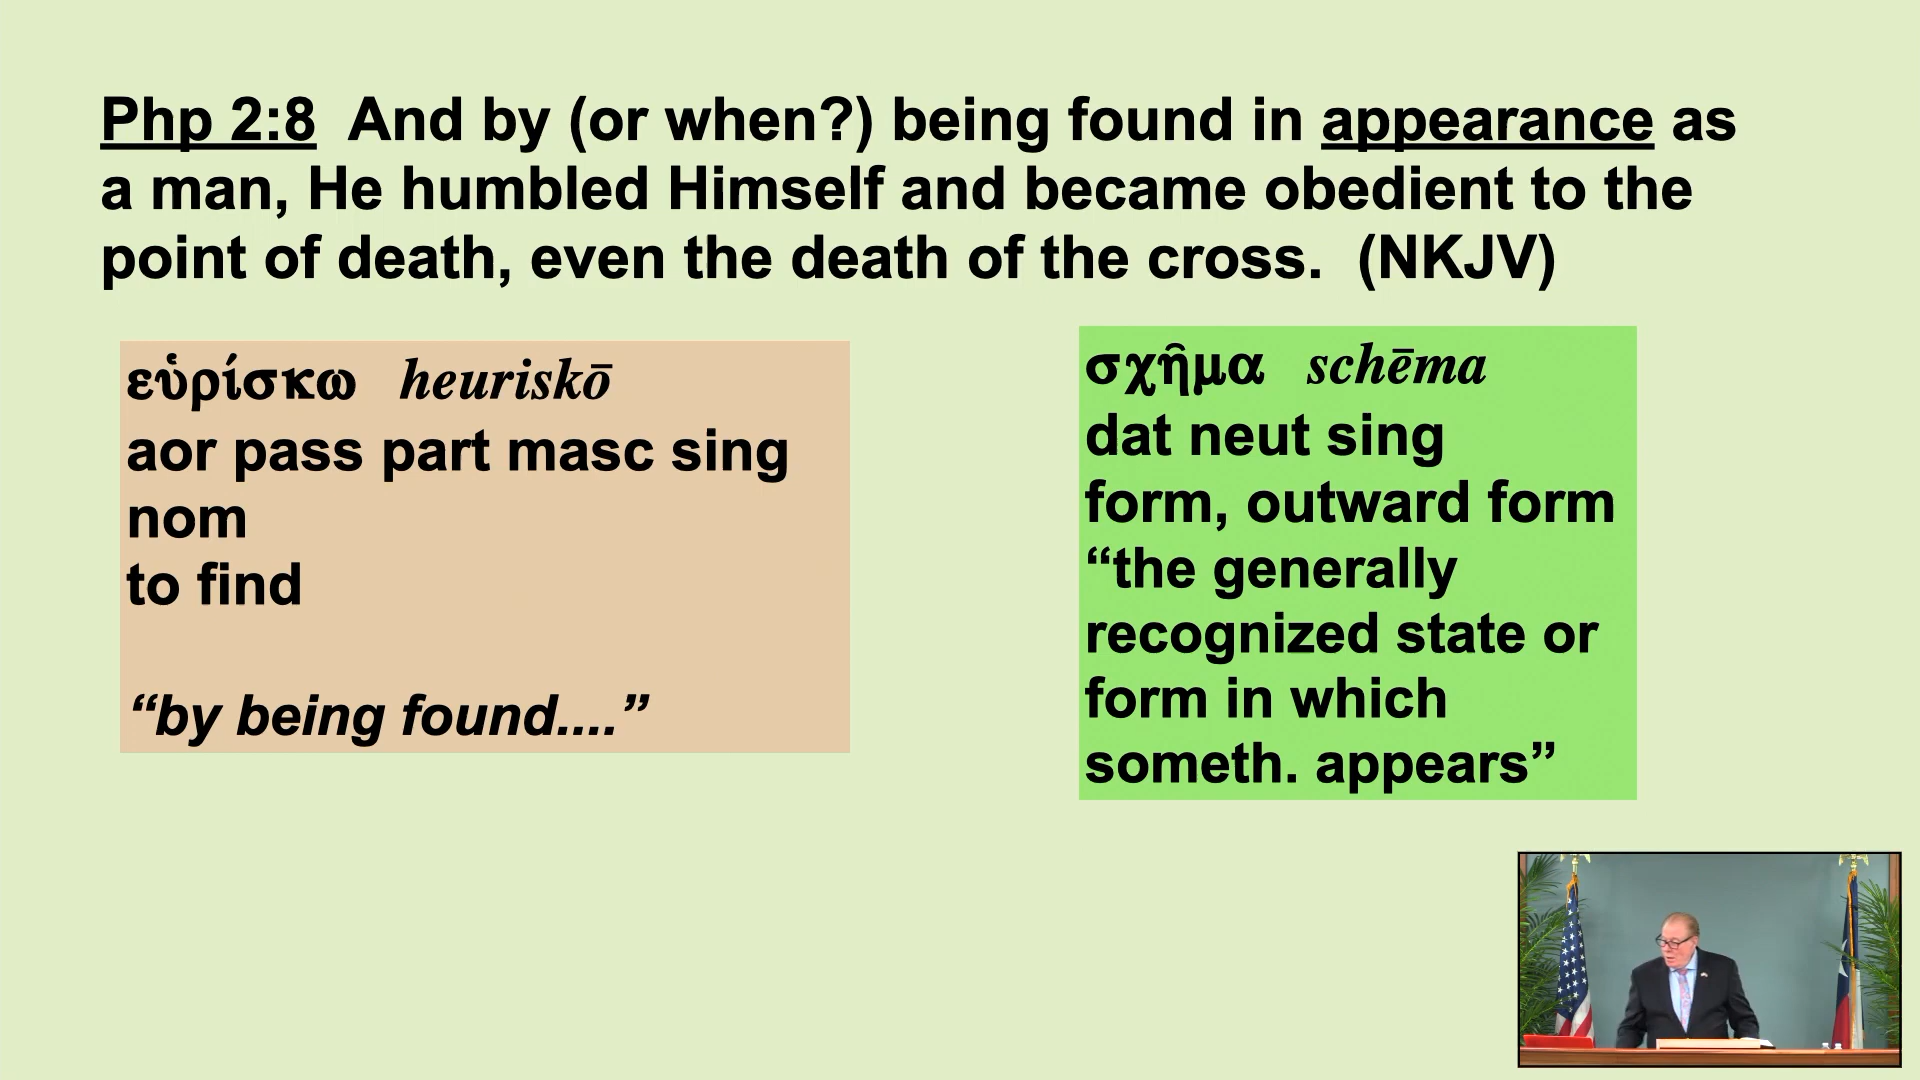 Php 2:8  And by (or when?) being found in appearance as
a man, He humbled Himself and became obedient to the
point of death, even the death of the cross.  (NKJV)
εὑρίσκω heuriskō
aor pass part masc sing
nom
to find
“by being found....”
σχῆμα schēma
dat neut sing
form, outward form
“the generally
recognized state or
form in which
someth. appears”